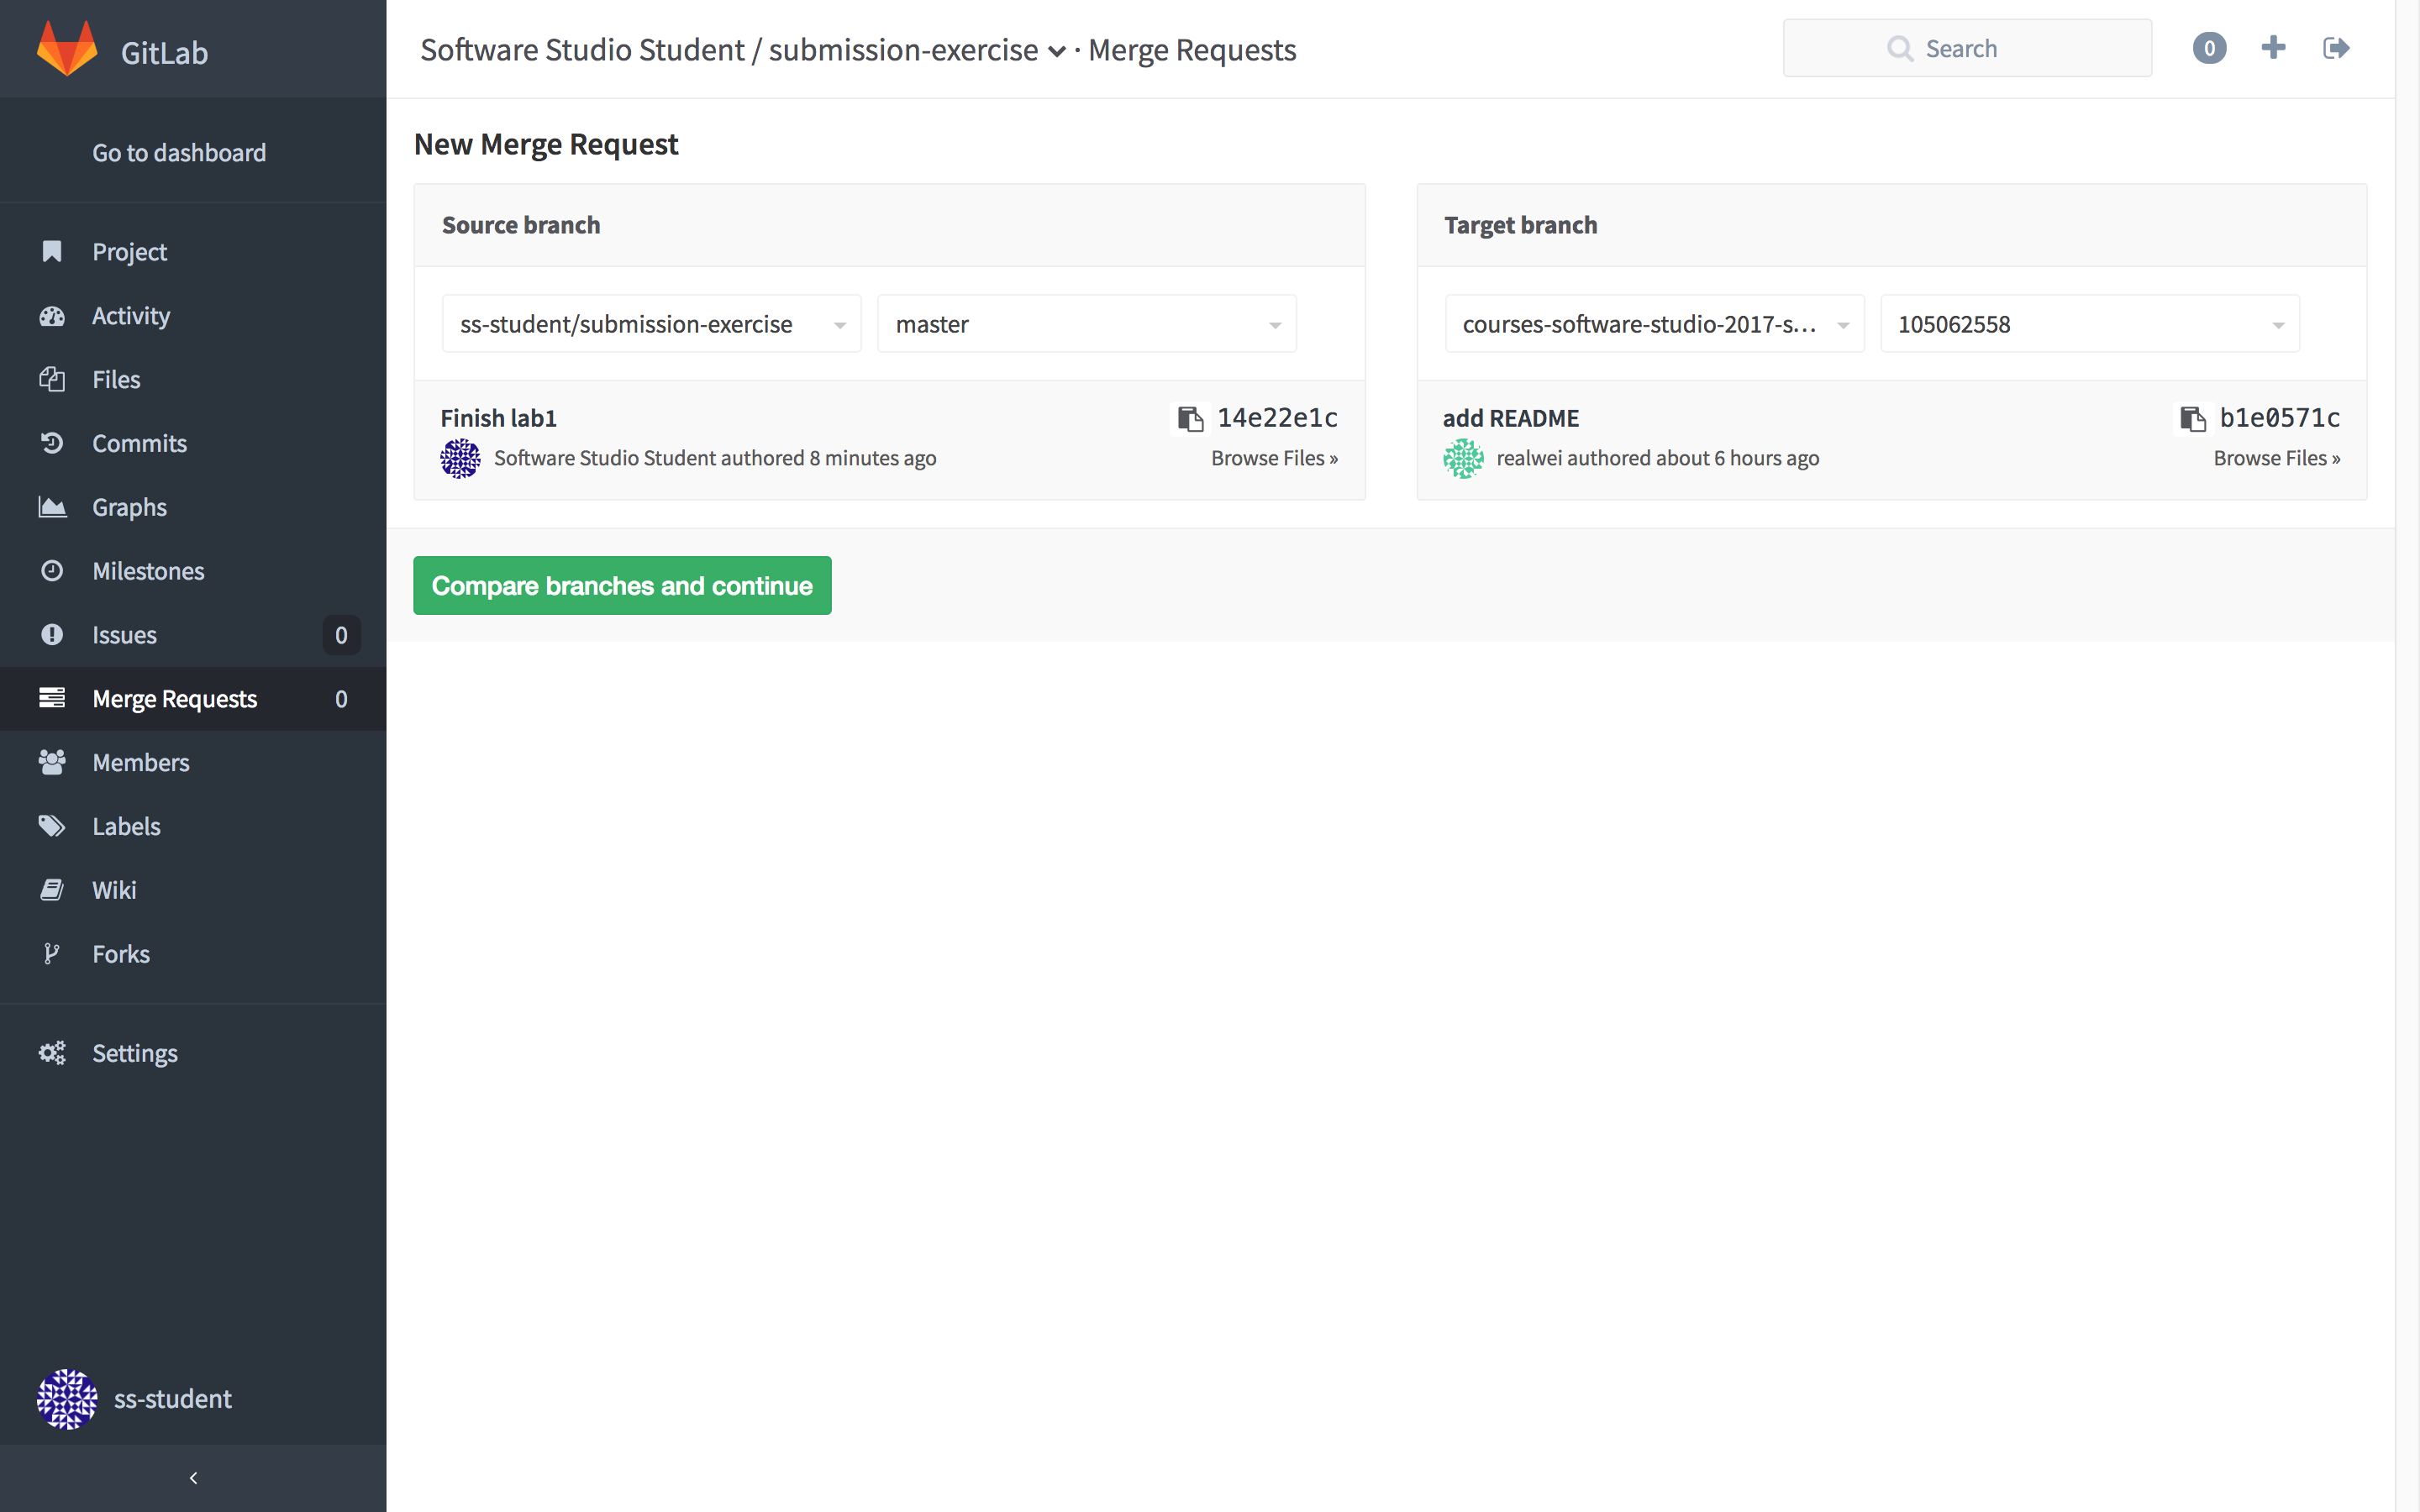 GitLab
Software Studio Student / submission-exercise · Merge Requests
Search
0
Go to dashboard
Project
Activity
Files
Commits
Graphs
Milestones
Issues 0
Merge Requests 0
Members
Labels
Wiki
Forks
Settings
ss-student
New Merge Request
Source branch
ss-student/submission-exercise
master
Finish lab1
14e22e1c
Software Studio Student authored 8 minutes ago
Browse Files »
Target branch
courses-software-studio-2017-s...
105062558
add README
b1e0571c
realwei authored about 6 hours ago
Browse Files »
Compare branches and continue